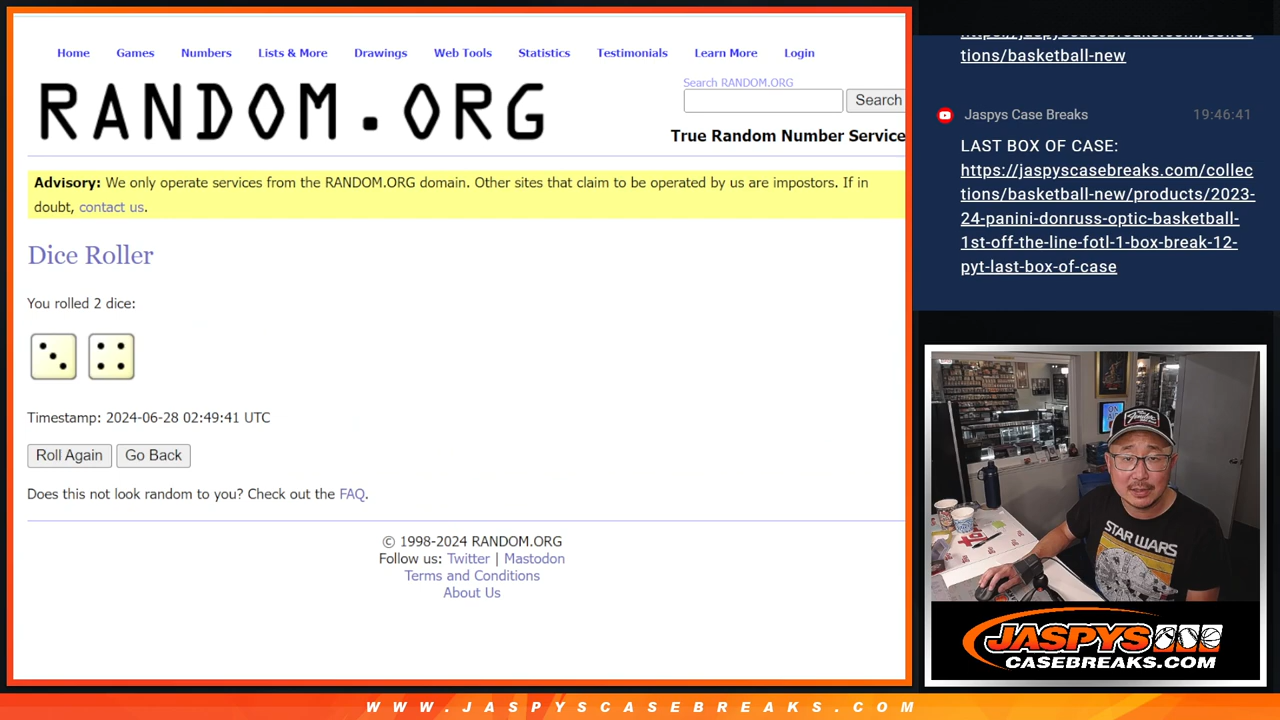 Home Games Numbers Lists & More Drawings Web Tools Statistics Testimonials Learn More Login
RANDOM.ORG
Search RANDOM.ORG
Search
True Random Number Service
Advisory: We only operate services from the RANDOM.ORG domain. Other sites that claim to be operated by us are impostors. If in
doubt, contact us.
Dice Roller
You rolled 2 dice:
Timestamp: 2024-06-28 02:49:41 UTC
Roll Again Go Back
Does this not look random to you? Check out the FAQ.
© 1998-2024 RANDOM.ORG
Follow us: Twitter | Mastodon
Terms and Conditions
About Us
https://jaspyscasebreaks.com/collec
tions/basketball-new
Jaspys Case Breaks 19:46:41
LAST BOX OF CASE:
https://jaspyscasebreaks.com/collec
tions/basketball-new/products/2023-
24-panini-donruss-optic-basketball-
1st-off-the-line-fotl-1-box-break-12-
pyt-last-box-of-case
Fender
STAR WARS
JASPYS
CASEBREAKS.COM
WWW.JASPYSCASEBREAKS.COM